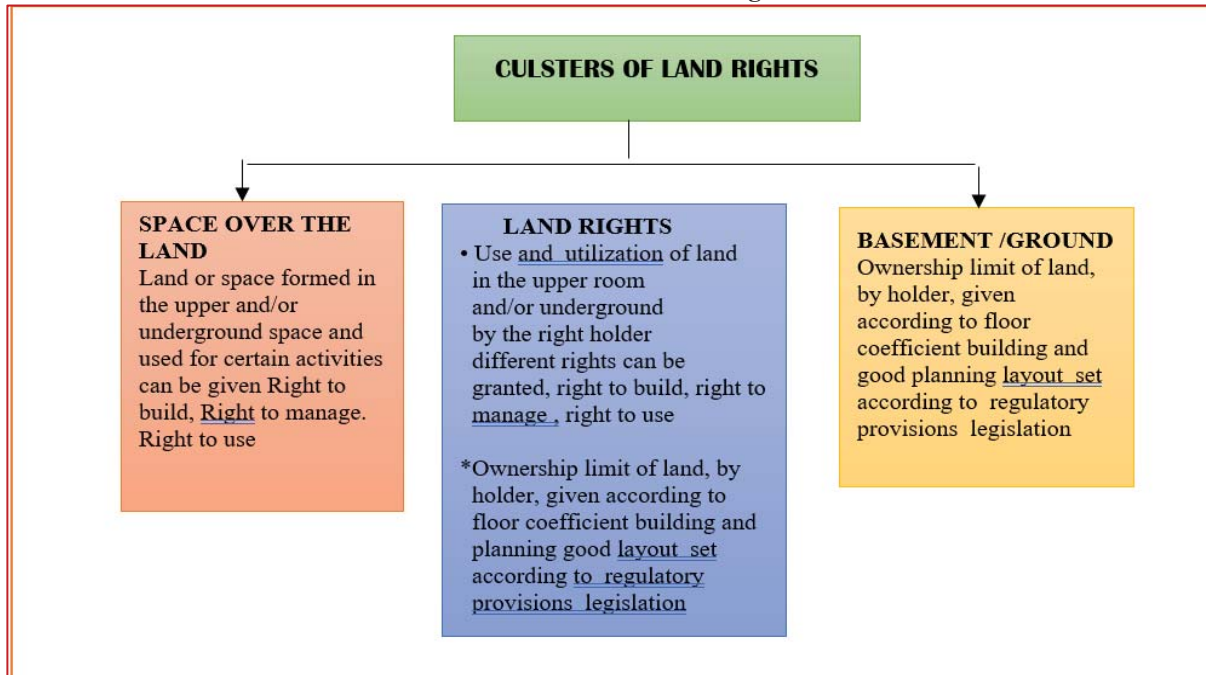 CULSTERS OF LAND RIGHTS
SPACE OVER THE
LAND
Land or space formed in
the upper and/or
underground space and
used for certain activities
can be given Right to
build, Right to manage.
Right to use
LAND RIGHTS
• Use and utilization of land
in the upper room
and/or underground
by the right holder
different rights can be
granted, right to build, right to
manage , right to use
*Ownership limit of land, by
holder, given according to
floor coefficient building and
planning good layout set
according to regulatory
provisions legislation
BASEMENT /GROUND
Ownership limit of land,
by holder, given
according to floor
coefficient building and
good planning layout set
according to regulatory
provisions legislation